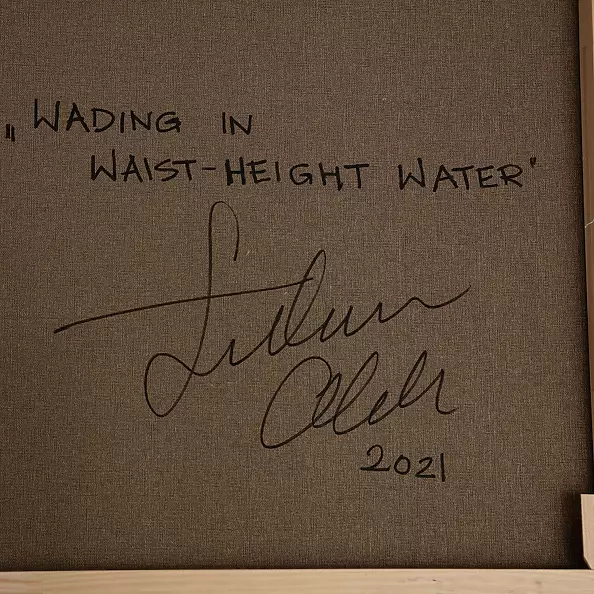 „WADING IN
WAIST-HEIGHT WATER"
2021